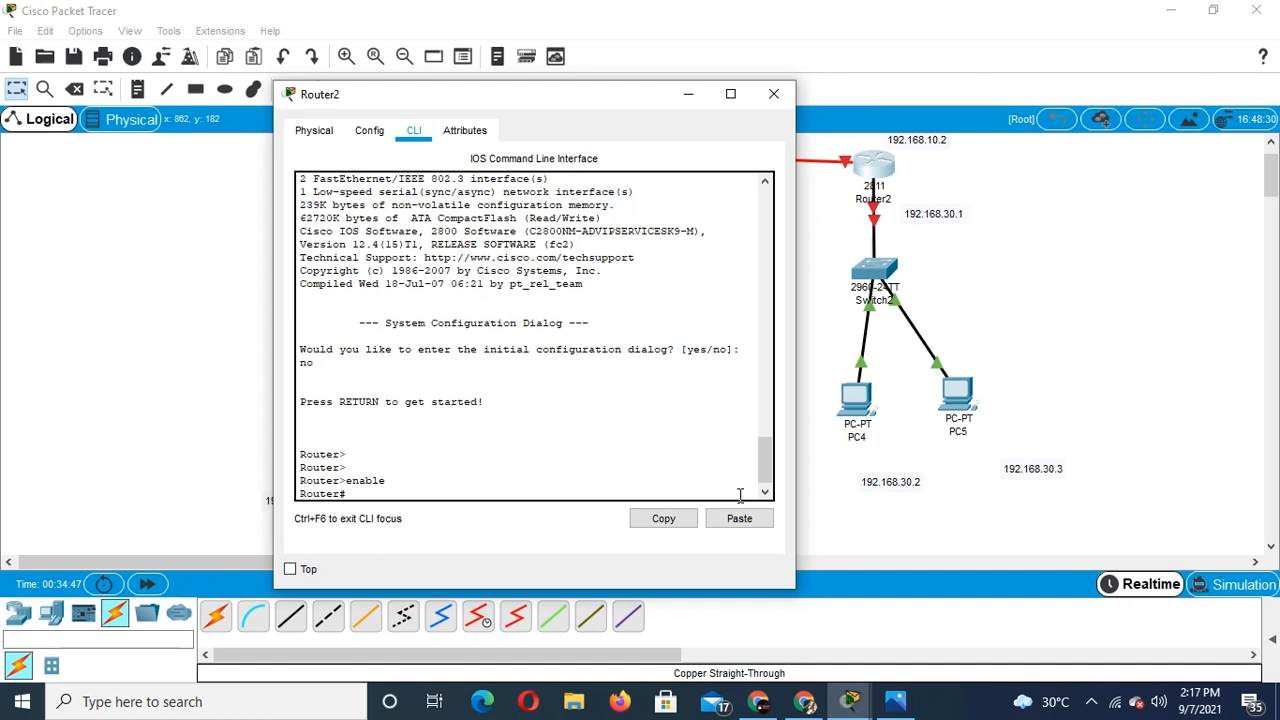 Cisco Packet Tracer
File Edit Options View Tools Extensions Help
?
Logical Physical x: 862, y: 182 [Root] 16:48:30
Router2
Physical Config CLI Attributes
IOS Command Line Interface
2 FastEthernet/IEEE 802.3 interface(s)
1 Low-speed serial(sync/async) network interface(s)
239K bytes of non-volatile configuration memory.
62720K bytes of ATA CompactFlash (Read/Write)
Cisco IOS Software, 2800 Software (C2800NM-ADVIPSERVICESK9-M),
Version 12.4(15)T1, RELEASE SOFTWARE (fc2)
Technical Support: http://www.cisco.com/techsupport
Copyright (c) 1986-2007 by Cisco Systems, Inc.
Compiled Wed 18-Jul-07 06:21 by pt_rel_team
--- System Configuration Dialog ---
Would you like to enter the initial configuration dialog? [yes/no]:
no
Press RETURN to get started!
Router>
Router>
Router>enable
Router#
Ctrl+F6 to exit CLI focus
Copy
Paste
Top
192.168.10.2
2811
Router2
192.168.30.1
2960-24TT
Switch2
PC-PT
PC4
PC-PT
PC5
192.168.30.2
192.168.30.3
Time: 00:34:47
Realtime Simulation
Copper Straight-Through
Type here to search
17
30°C
2:17 PM
9/7/2021
35